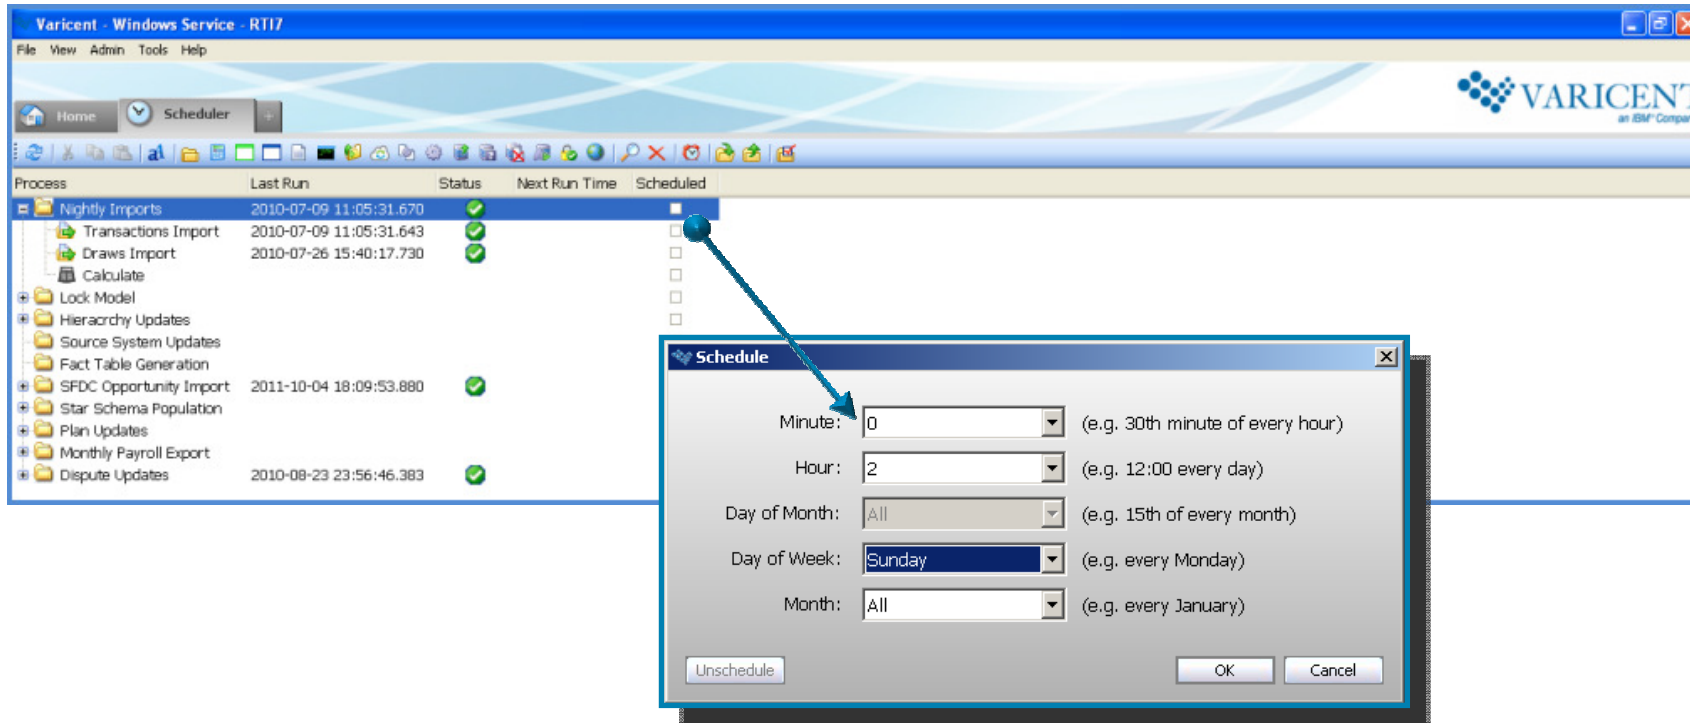 Varicent - Windows Service - RTI7
File View Admin Tools Help
VARICENT
an IBM® Compan
Home Scheduler
Process Last Run Status Next Run Time Scheduled
Nightly Imports 2010-07-09 11:05:31.670
Transactions Import 2010-07-09 11:05:31.643
Draws Import 2010-07-26 15:40:17.730
Calculate
Lock Model
Hieracrchy Updates
Source System Updates
Fact Table Generation
SFDC Opportunity Import 2011-10-04 18:09:53.880
Star Schema Population
Plan Updates
Monthly Payroll Export
Dispute Updates 2010-08-23 23:56:46.383
Schedule
Minute: 0 (e.g. 30th minute of every hour)
Hour: 2 (e.g. 12:00 every day)
Day of Month: All (e.g. 15th of every month)
Day of Week: Sunday (e.g. every Monday)
Month: All (e.g. every January)
Unschedule OK Cancel